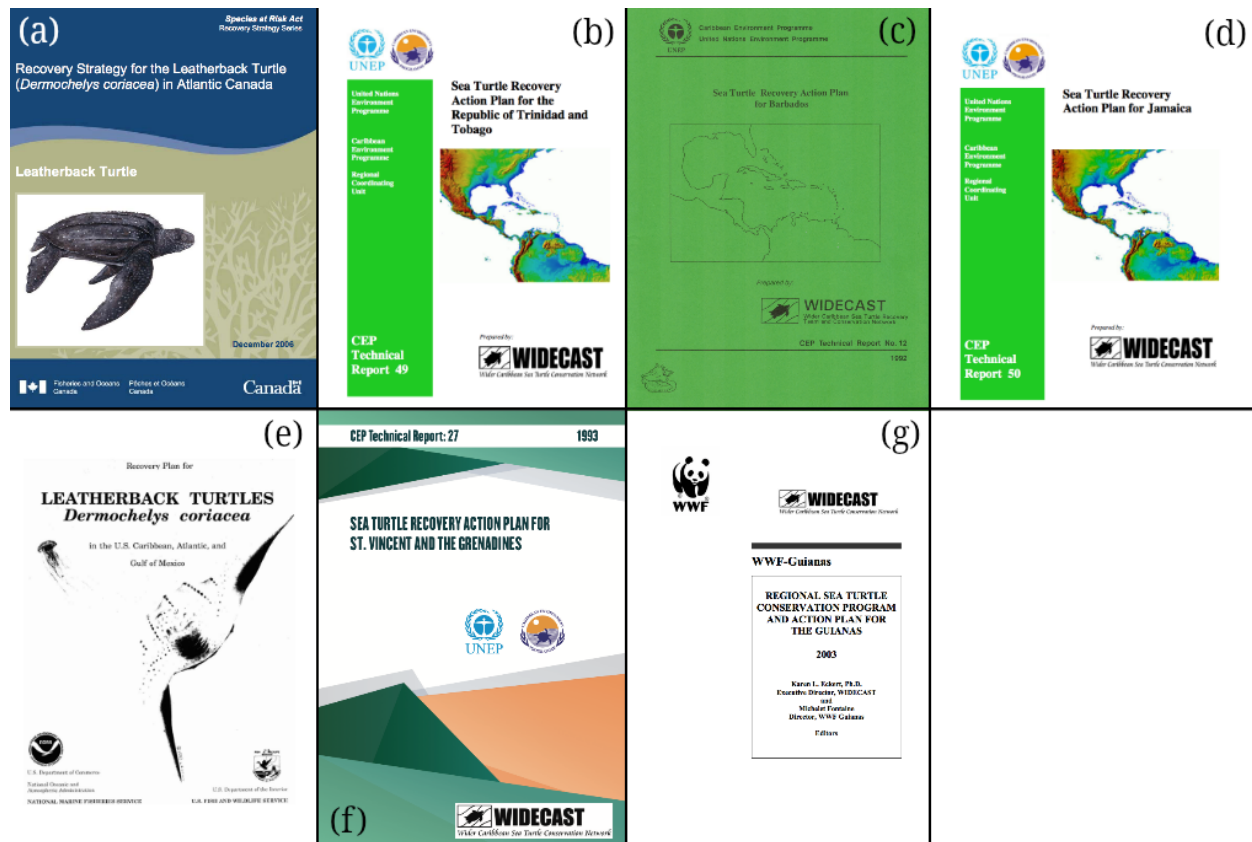 (a)
Species at Risk Act
Recovery Strategy Series
Recovery Strategy for the Leatherback Turtle
(Dermochelys coriacea) in Atlantic Canada
Leatherback Turtle
December 2006
Fisheries and Oceans
Canada
Pêches et Océans
Canada
Canada
(b)
UNEP
United Nations
Environment
Programme
Caribbean
Environment
Programme
Regional
Coordinating
Unit
Sea Turtle Recovery
Action Plan for the
Republic of Trinidad and
Tobago
CEP
Technical
Report 49
Prepared by:
WIDECAST
Wider Caribbean Sea Turtle Conservation Network
(c)
UNEP
Caribbean Environment Programme
United Nations Environment Programme
Sea Turtle Recovery Action Plan
for Barbados
Prepared by:
WIDECAST
Wider Caribbean Sea Turtle Recovery
Team and Conservation Network
CEP Technical Report No. 12
1992
(d)
UNEP
United Nations
Environment
Programme
Caribbean
Environment
Programme
Regional
Coordinating
Unit
Sea Turtle Recovery
Action Plan for Jamaica
CEP
Technical
Report 50
Prepared by:
WIDECAST
Wider Caribbean Sea Turtle Conservation Network
(e)
Recovery Plan for
LEATHERBACK TURTLES
Dermochelys coriacea
in the U.S. Caribbean, Atlantic, and
Gulf of Mexico
U.S. Department of Commerce
National Oceanic and
Atmospheric Administration
NATIONAL MARINE FISHERIES SERVICE
U.S. Department of the Interior
U.S. FISH AND WILDLIFE SERVICE
CEP Technical Report: 27
1993
SEA TURTLE RECOVERY ACTION PLAN FOR
ST. VINCENT AND THE GRENADINES
UNEP
(f)
WIDECAST
Wider Caribbean Sea Turtle Conservation Network
(g)
WWF
WIDECAST
Wider Caribbean Sea Turtle Conservation Network
WWF-Guianas
REGIONAL SEA TURTLE
CONSERVATION PROGRAM
AND ACTION PLAN FOR
THE GUIANAS
2003
Karen L. Eckert, Ph.D.
Executive Director, WIDECAST
and
Michelet Fontaine
Director, WWF Guianas
Editors